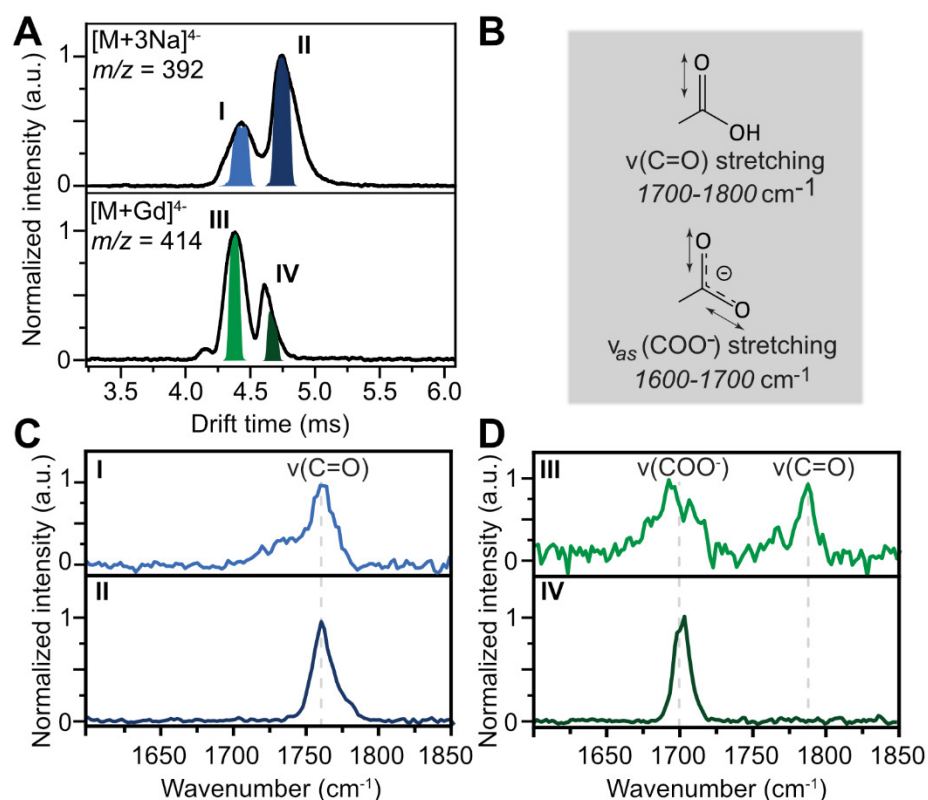 A
[M+3Na]⁴⁻
m/z = 392
I
II
1
0
[M+Gd]⁴⁻
m/z = 414
III
IV
1
0
Normalized intensity (a.u.)
3.5 4.0 4.5 5.0 5.5 6.0
Drift time (ms)
B
O
OH
ν(C=O) stretching
1700-1800 cm⁻¹
O
⊖
O
νas (COO⁻) stretching
1600-1700 cm⁻¹
C
I
ν(C=O)
1
0
II
1
0
Normalized intensity (a.u.)
1650 1700 1750 1800 1850
Wavenumber (cm⁻¹)
D
III
ν(COO⁻) ν(C=O)
1
0
IV
1
0
Normalized intensity (a.u.)
1650 1700 1750 1800 1850
Wavenumber (cm⁻¹)